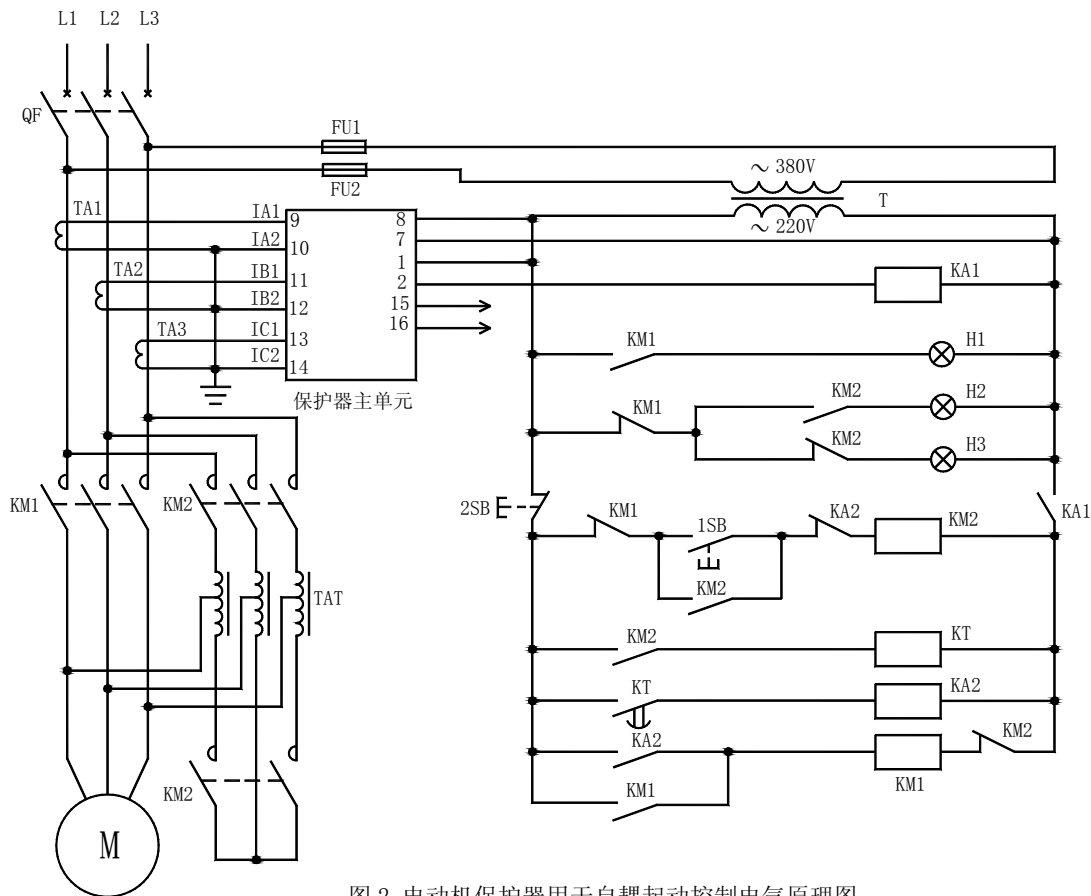 L1 L2 L3
QF
FU1
FU2
～380V
T
～220V
TA1
IA1
9
8
IA2
10
7
TA2
IB1
11
1
IB2
12
2
KA1
TA3
IC1
13
15
IC2
14
16
保护器主单元
KM1
H1
KM1
KM2
H2
KM2
H3
KM1
KM2
2SB
KM1
1SB
KA2
KM2
KA1
KM2
TAT
KM2
KT
KT
KA2
KA2
KM2
KM1
KM1
KM2
M
图2 电动机保护器用于自耦起动控制电气原理图